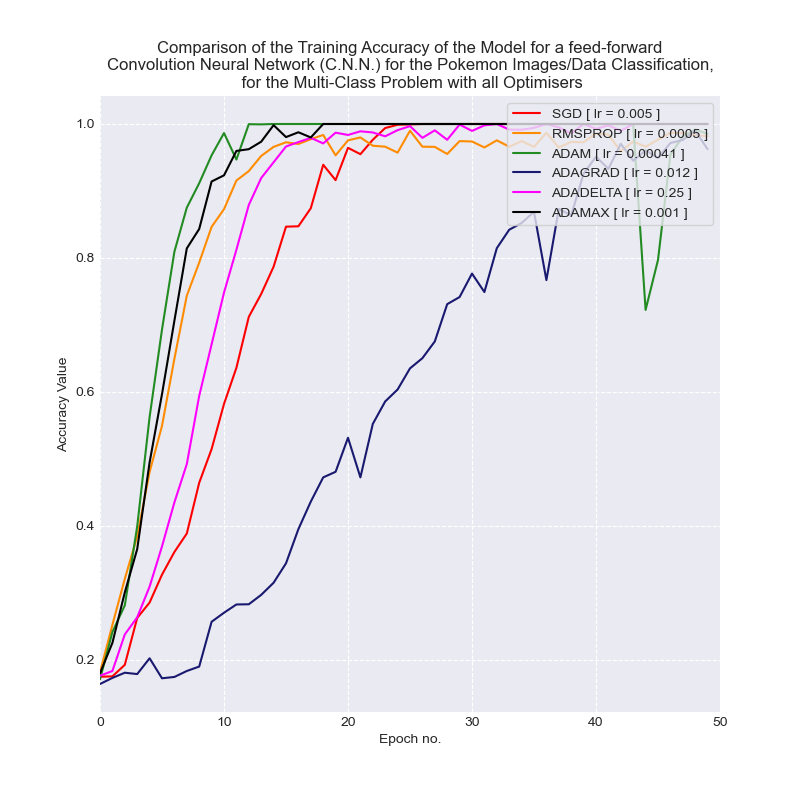 Comparison of the Training Accuracy of the Model for a feed-forward
Convolution Neural Network (C.N.N.) for the Pokemon Images/Data Classification,
for the Multi-Class Problem with all Optimisers
SGD [ lr = 0.005 ]
RMSPROP [ lr = 0.0005 ]
ADAM [ lr = 0.00041 ]
ADAGRAD [ lr = 0.012 ]
ADADELTA [ lr = 0.25 ]
ADAMAX [ lr = 0.001 ]
1.0
0.8
0.6
0.4
0.2
Accuracy Value
0 10 20 30 40 50
Epoch no.